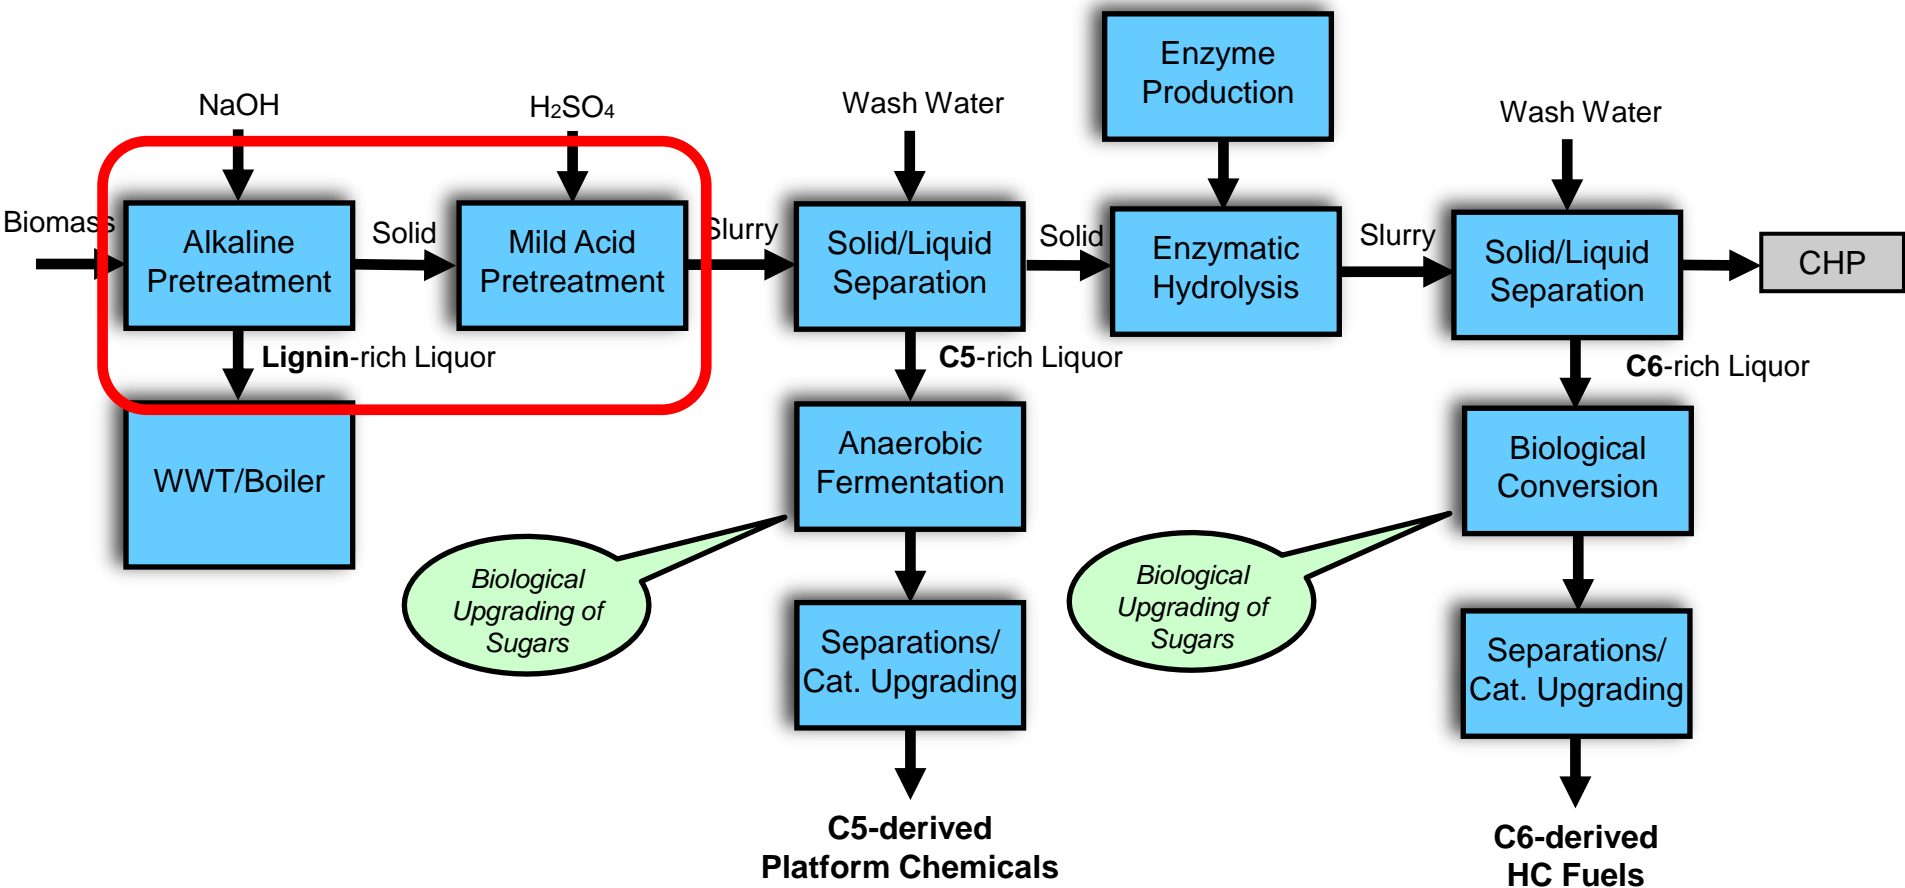 Enzyme
Production
NaOH
H₂SO₄
Wash Water
Wash Water
Biomass
Alkaline
Pretreatment
Solid
Mild Acid
Pretreatment
Slurry
Solid/Liquid
Separation
Solid
Enzymatic
Hydrolysis
Slurry
Solid/Liquid
Separation
CHP
Lignin-rich Liquor
C5-rich Liquor
C6-rich Liquor
WWT/Boiler
Anaerobic
Fermentation
Biological
Conversion
Biological
Upgrading of
Sugars
Biological
Upgrading of
Sugars
Separations/
Cat. Upgrading
Separations/
Cat. Upgrading
C5-derived
Platform Chemicals
C6-derived
HC Fuels